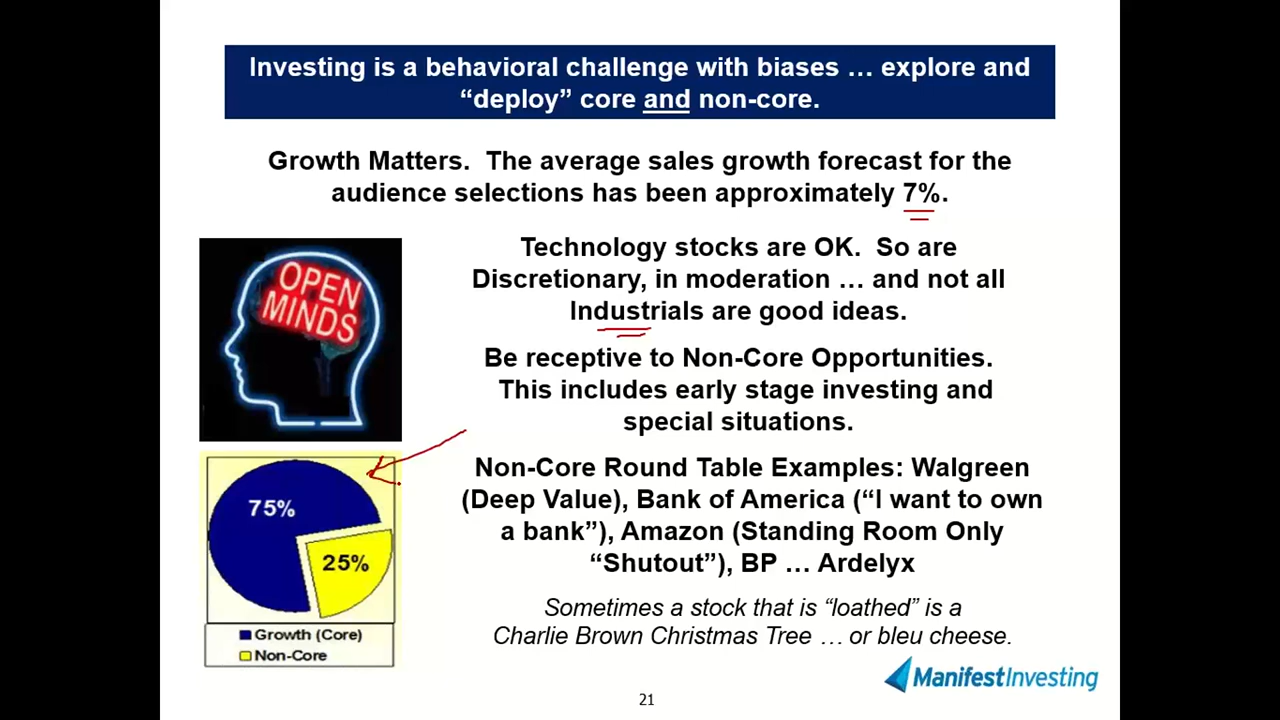 Investing is a behavioral challenge with biases … explore and
“deploy” core and non-core.
Growth Matters.  The average sales growth forecast for the
audience selections has been approximately 7%.
OPEN
MINDS
Technology stocks are OK.  So are
Discretionary, in moderation … and not all
Industrials are good ideas.
Be receptive to Non-Core Opportunities.
This includes early stage investing and
special situations.
75%
25%
Growth (Core)
Non-Core
Non-Core Round Table Examples: Walgreen
(Deep Value), Bank of America (“I want to own
a bank”), Amazon (Standing Room Only
“Shutout”), BP … Ardelyx
Sometimes a stock that is “loathed” is a
Charlie Brown Christmas Tree … or bleu cheese.
ManifestInvesting
21